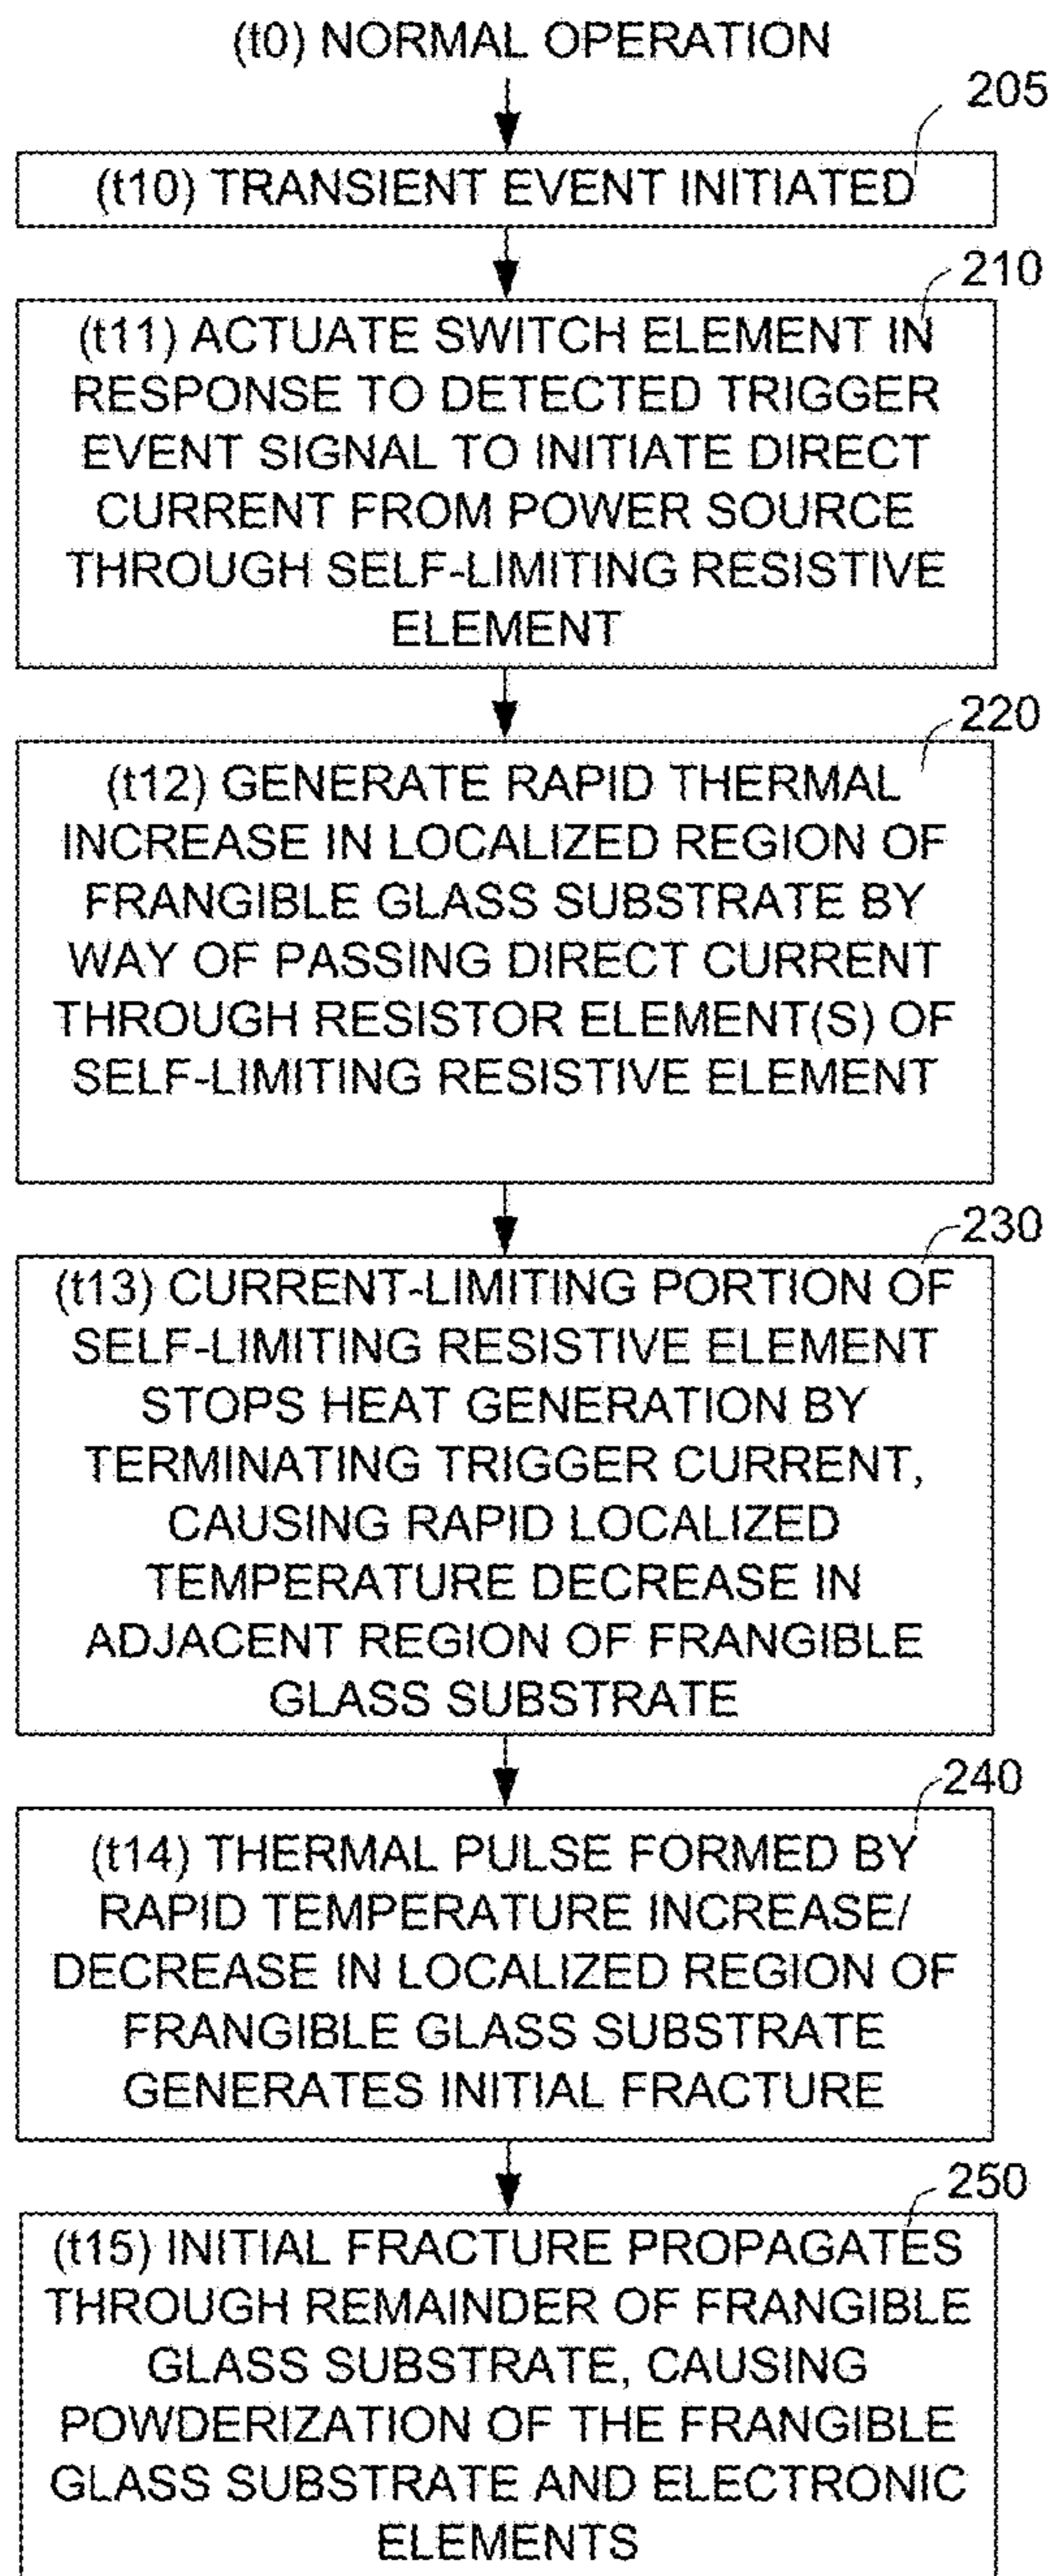 (t0) NORMAL OPERATION
205
(t10) TRANSIENT EVENT INITIATED
210
(t11) ACTUATE SWITCH ELEMENT IN
RESPONSE TO DETECTED TRIGGER
EVENT SIGNAL TO INITIATE DIRECT
CURRENT FROM POWER SOURCE
THROUGH SELF-LIMITING RESISTIVE
ELEMENT
220
(t12) GENERATE RAPID THERMAL
INCREASE IN LOCALIZED REGION OF
FRANGIBLE GLASS SUBSTRATE BY
WAY OF PASSING DIRECT CURRENT
THROUGH RESISTOR ELEMENT(S) OF
SELF-LIMITING RESISTIVE ELEMENT
230
(t13) CURRENT-LIMITING PORTION OF
SELF-LIMITING RESISTIVE ELEMENT
STOPS HEAT GENERATION BY
TERMINATING TRIGGER CURRENT,
CAUSING RAPID LOCALIZED
TEMPERATURE DECREASE IN
ADJACENT REGION OF FRANGIBLE
GLASS SUBSTRATE
240
(t14) THERMAL PULSE FORMED BY
RAPID TEMPERATURE INCREASE/
DECREASE IN LOCALIZED REGION OF
FRANGIBLE GLASS SUBSTRATE
GENERATES INITIAL FRACTURE
250
(t15) INITIAL FRACTURE PROPAGATES
THROUGH REMAINDER OF FRANGIBLE
GLASS SUBSTRATE, CAUSING
POWDERIZATION OF THE FRANGIBLE
GLASS SUBSTRATE AND ELECTRONIC
ELEMENTS